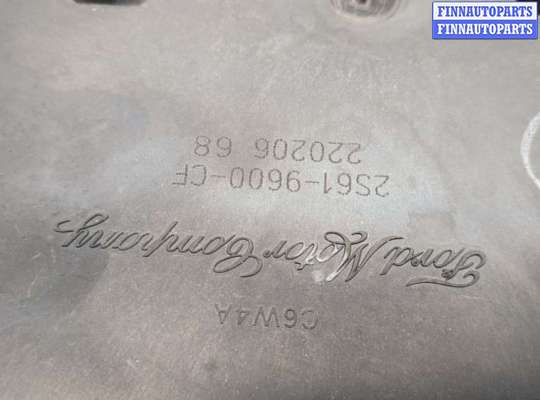 FINNAUTOPARTS
FINNAUTOPARTS
C6W4A
Ford Motor Company
2S61-9600-CF
220206 68